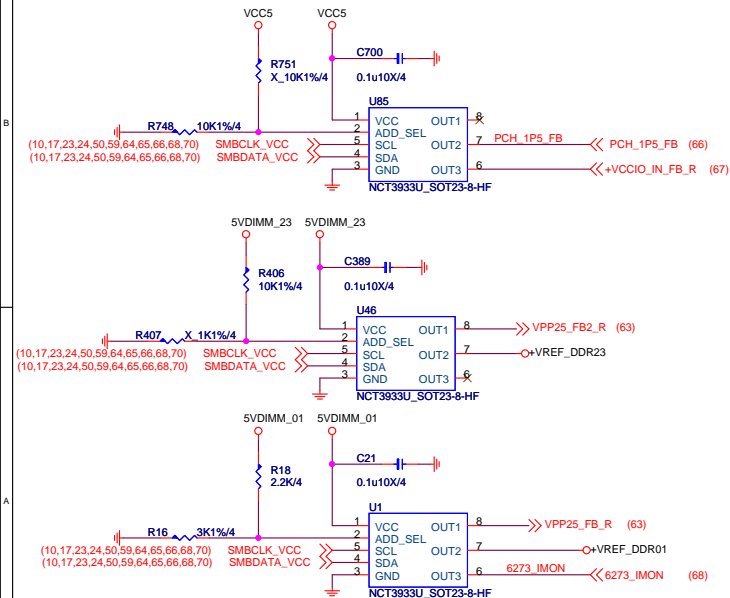 VCC5 VCC5
C700
0.1u10X/4
R751
X_10K1%/4
B
R748 10K1%/4
U85
1 VCC OUT1 8
2 ADD_SEL
5 SCL OUT2 7 PCH_1P5_FB PCH_1P5_FB (66)
4 SDA
3 GND OUT3 6 +VCCIO_IN_FB_R (67)
(10,17,23,24,50,59,64,65,66,68,70) SMBCLK_VCC
(10,17,23,24,50,59,64,65,66,68,70) SMBDATA_VCC
NCT3933U_SOT23-8-HF
5VDIMM_23 5VDIMM_23
C389
0.1u10X/4
R406
10K1%/4
R407 X_1K1%/4
U46
1 VCC OUT1 8 VPP25_FB2_R (63)
2 ADD_SEL
5 SCL OUT2 7 +VREF_DDR23
4 SDA
3 GND OUT3 6
(10,17,23,24,50,59,64,65,66,68,70) SMBCLK_VCC
(10,17,23,24,50,59,64,65,66,68,70) SMBDATA_VCC
NCT3933U_SOT23-8-HF
5VDIMM_01 5VDIMM_01
C21
0.1u10X/4
R18
2.2K/4
A
R16 3K1%/4
U1
1 VCC OUT1 8 VPP25_FB_R (63)
2 ADD_SEL
5 SCL OUT2 7 +VREF_DDR01
4 SDA
3 GND OUT3 6 6273_IMON 6273_IMON (68)
(10,17,23,24,50,59,64,65,66,68,70) SMBCLK_VCC
(10,17,23,24,50,59,64,65,66,68,70) SMBDATA_VCC
NCT3933U_SOT23-8-HF